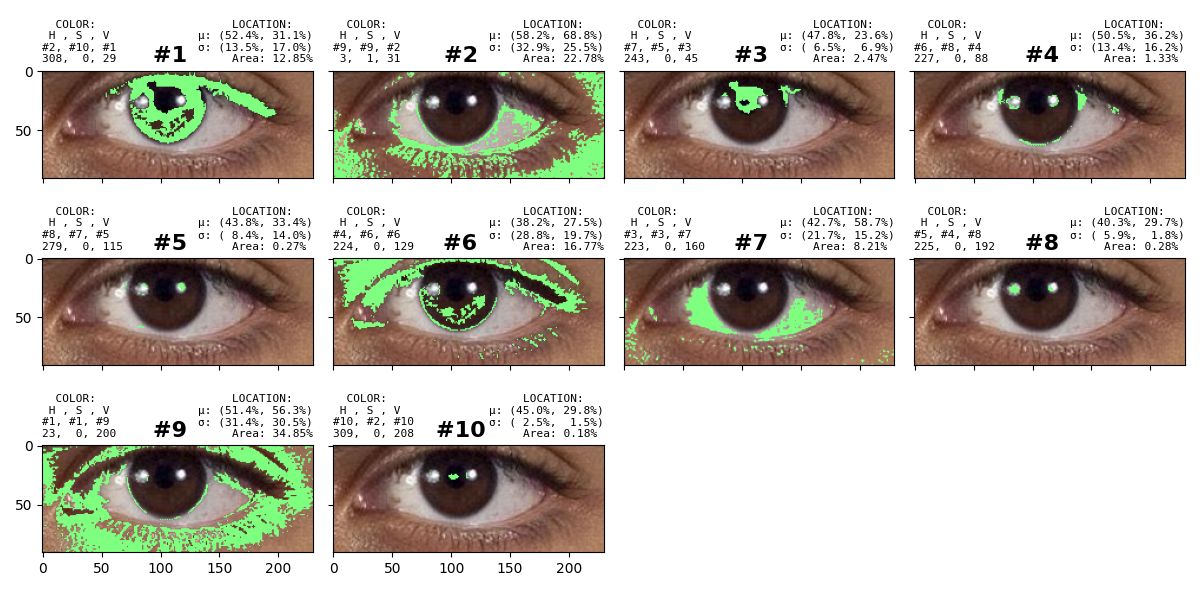 COLOR: LOCATION:
H , S , V μ: (52.4%, 31.1%)
#2, #10, #1 #1 σ: (13.5%, 17.0%)
308, 0, 29 Area: 12.85%
COLOR: LOCATION:
H , S , V μ: (58.2%, 68.8%)
#9, #9, #2 #2 σ: (32.9%, 25.5%)
3, 1, 31 Area: 22.78%
COLOR: LOCATION:
H , S , V μ: (47.8%, 23.6%)
#7, #5, #3 #3 σ: ( 6.5%, 6.9%)
243, 0, 45 Area: 2.47%
COLOR: LOCATION:
H , S , V μ: (50.5%, 36.2%)
#6, #8, #4 #4 σ: (13.4%, 16.2%)
227, 0, 88 Area: 1.33%
0
50
COLOR: LOCATION:
H , S , V μ: (43.8%, 33.4%)
#8, #7, #5 #5 σ: ( 8.4%, 14.0%)
279, 0, 115 Area: 0.27%
COLOR: LOCATION:
H , S , V μ: (38.2%, 27.5%)
#4, #6, #6 #6 σ: (28.8%, 19.7%)
224, 0, 129 Area: 16.77%
COLOR: LOCATION:
H , S , V μ: (42.7%, 58.7%)
#3, #3, #7 #7 σ: (21.7%, 15.2%)
223, 0, 160 Area: 8.21%
COLOR: LOCATION:
H , S , V μ: (40.3%, 29.7%)
#5, #4, #8 #8 σ: ( 5.9%, 1.8%)
225, 0, 192 Area: 0.28%
0
50
COLOR: LOCATION:
H , S , V μ: (51.4%, 56.3%)
#1, #1, #9 #9 σ: (31.4%, 30.5%)
23, 0, 200 Area: 34.85%
COLOR: LOCATION:
H , S , V μ: (45.0%, 29.8%)
#10, #2, #10 #10 σ: ( 2.5%, 1.5%)
309, 0, 208 Area: 0.18%
0
50
0 50 100 150 200
0 50 100 150 200